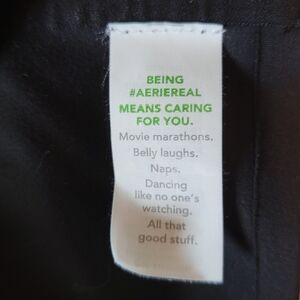 BEING
#AERIEREAL
MEANS CARING
FOR YOU.
Movie marathons.
Belly laughs.
Naps.
Dancing
like no one's
watching.
All that
good stuff.